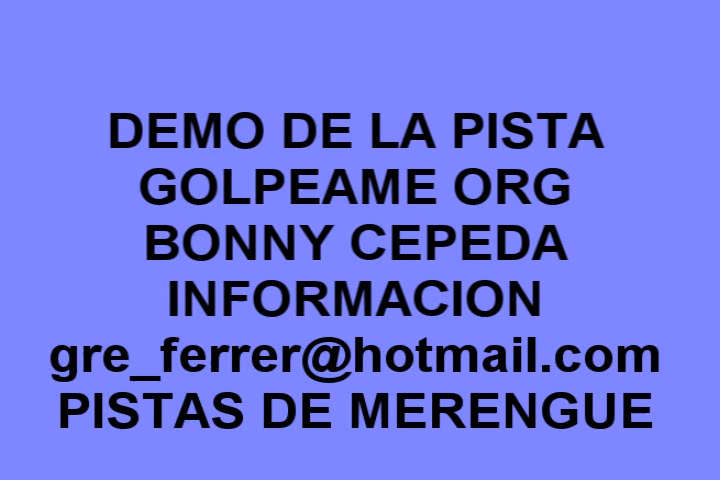 DEMO DE LA PISTA
GOLPEAME ORG
BONNY CEPEDA
INFORMACION
gre_ferrer@hotmail.com
PISTAS DE MERENGUE